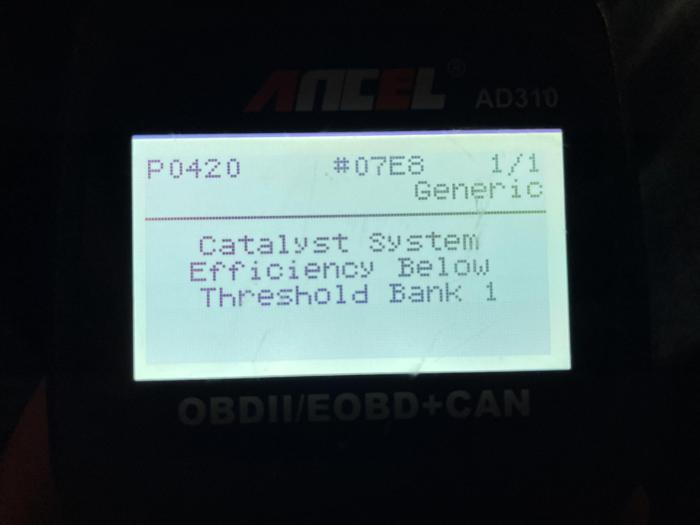 ANCEL® AD310
P0420 #07E8 1/1
Generic
Catalyst System
Efficiency Below
Threshold Bank 1
OBDII/EOBD+CAN